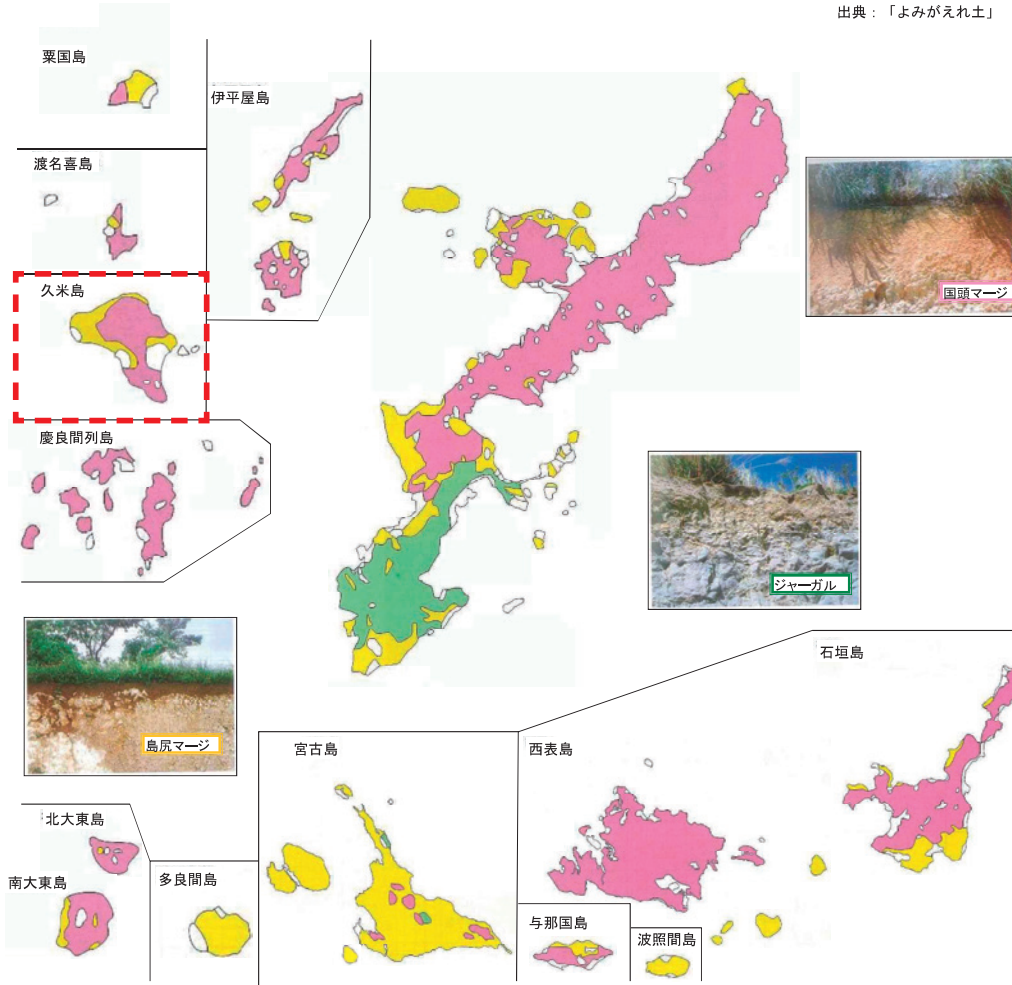 出典：「よみがえれ土」
粟国島
伊平屋島
渡名喜島
久米島
国頭マージ
慶良間列島
ジャーガル
島尻マージ
石垣島
宮古島
西表島
北大東島
南大東島
多良間島
与那国島
波照間島